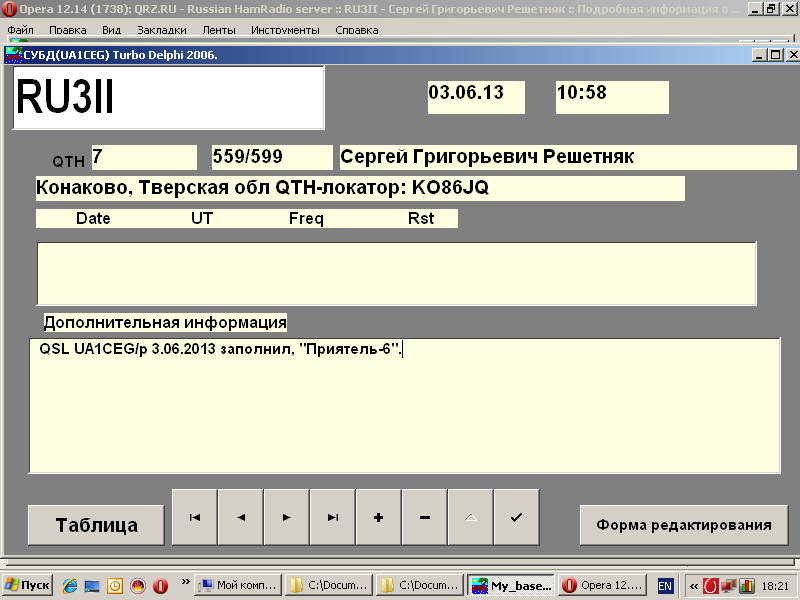 Opera 12.14 (1738): QRZ.RU - Russian HamRadio server :: RU3II - Сергей Григорьевич Решетняк :: Подробная информация о ...
Файл Правка Вид Закладки Ленты Инструменты Справка
СУБД(UA1CEG) Turbo Delphi 2006.
RU3II 03.06.13 10:58
QTH 7 559/599 Сергей Григорьевич Решетняк
Конаково, Тверская обл QTH-локатор: KO86JQ
Date UT Freq Rst
Дополнительная информация
QSL UA1CEG/p 3.06.2013 заполнил, "Приятель-6".
Таблица Форма редактирования
Пуск » Мой комп... C:\Docum... C:\Docum... My_base... Opera 12.... EN « 18:21